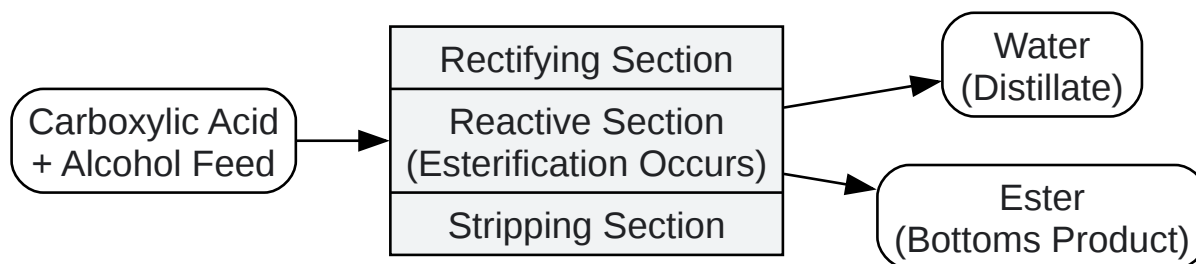 Carboxylic Acid
+ Alcohol Feed
Rectifying Section
Reactive Section
(Esterification Occurs)
Stripping Section
Water
(Distillate)
Ester
(Bottoms Product)